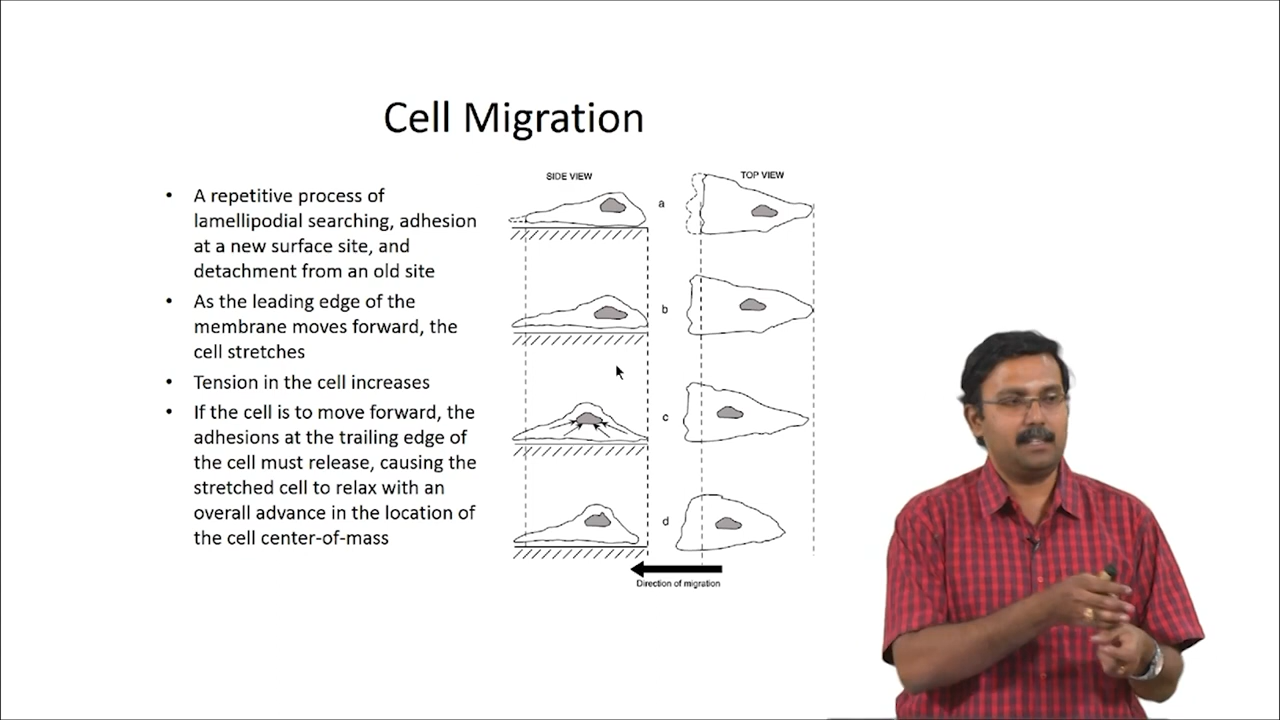 Cell Migration
• A repetitive process of
lamellipodial searching, adhesion
at a new surface site, and
detachment from an old site
• As the leading edge of the
membrane moves forward, the
cell stretches
• Tension in the cell increases
• If the cell is to move forward, the
adhesions at the trailing edge of
the cell must release, causing the
stretched cell to relax with an
overall advance in the location of
the cell center-of-mass
SIDE VIEW
TOP VIEW
a
b
c
d
Direction of migration